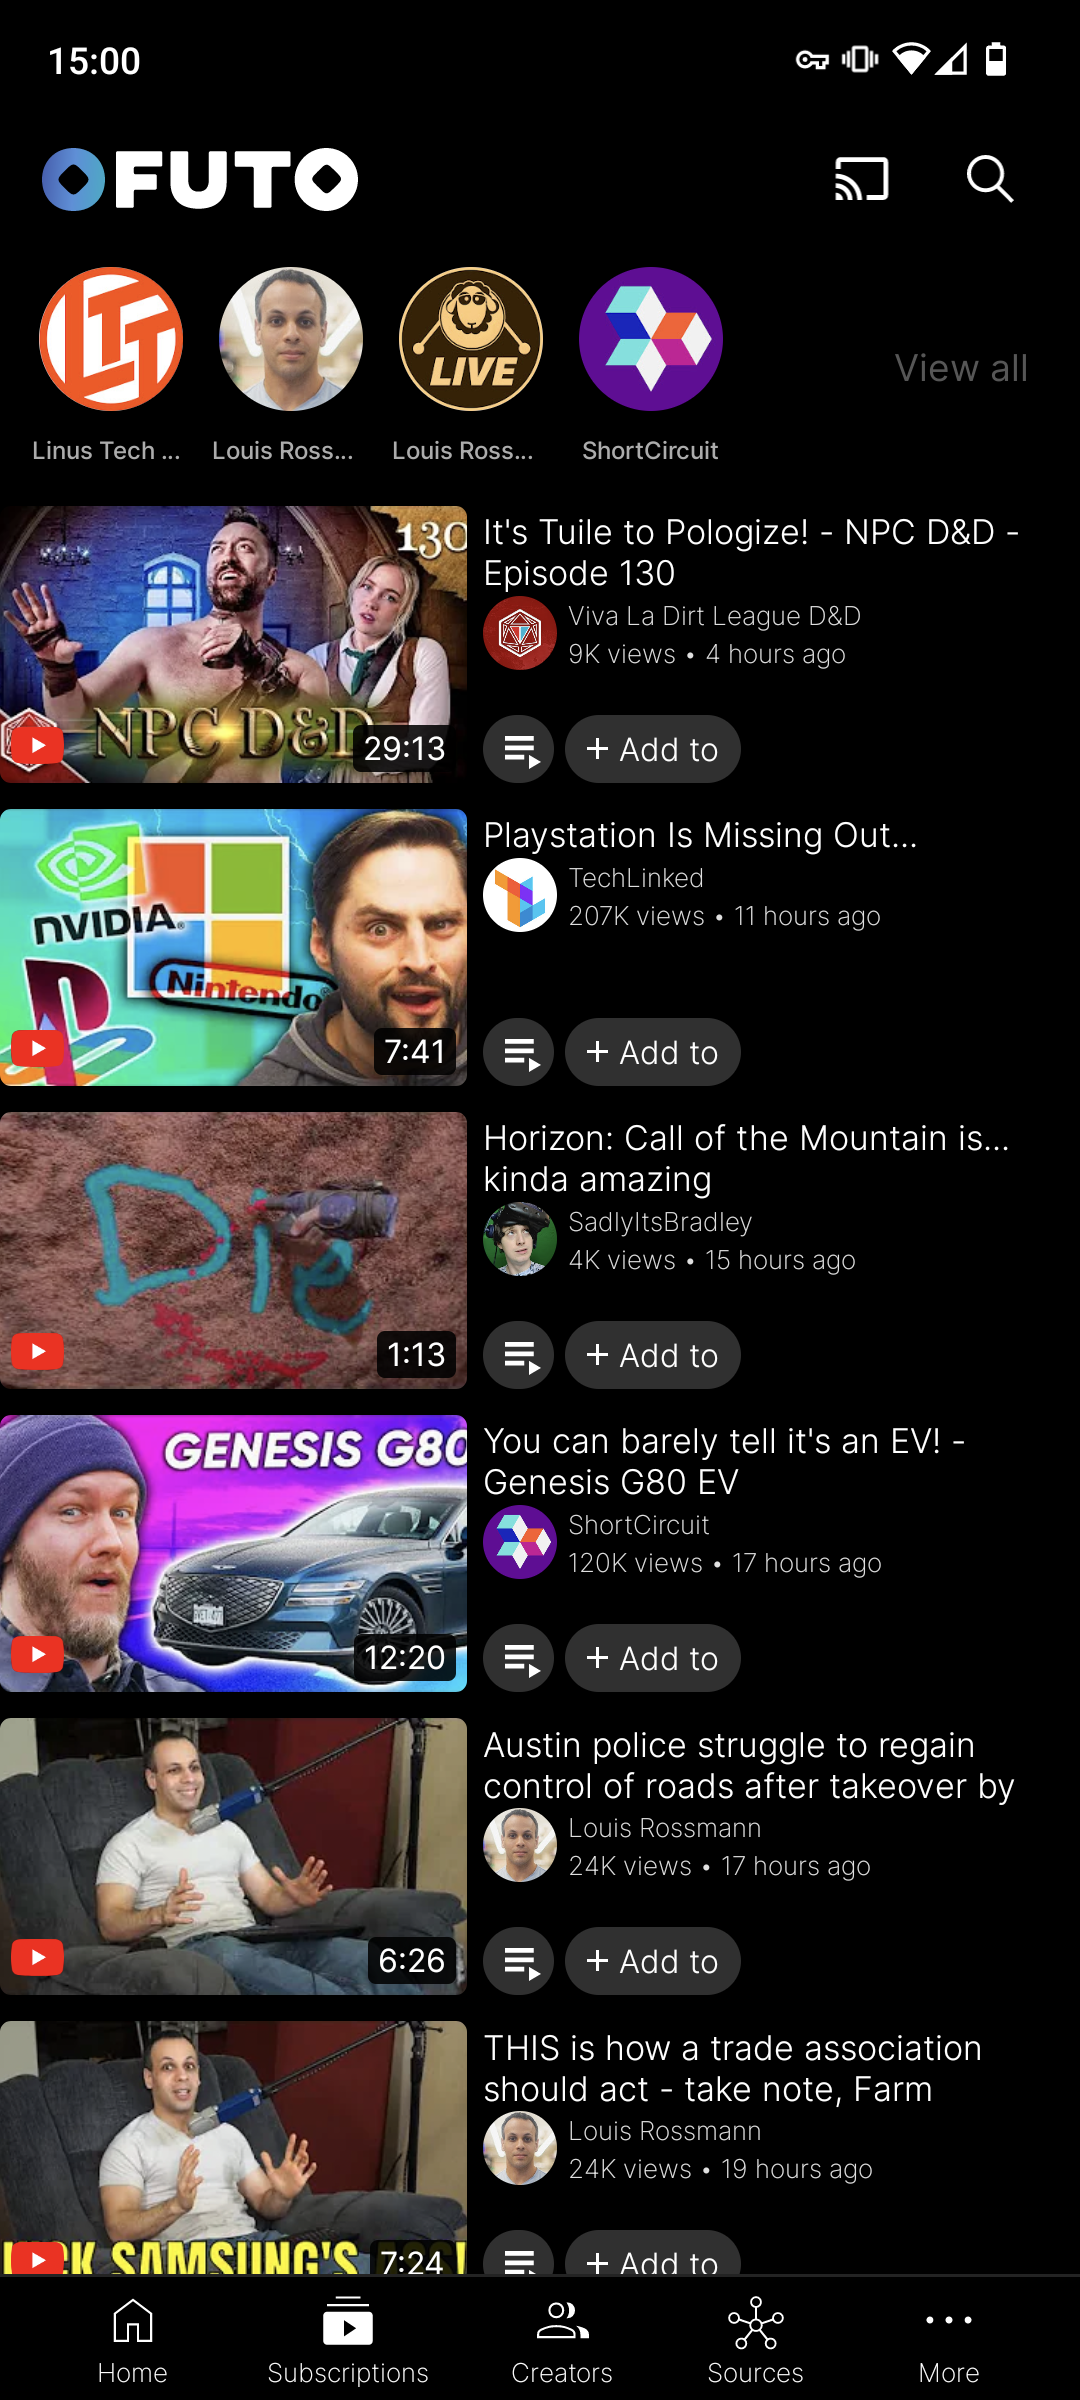 15:00
FUTO
LIVE
View all
Linus Tech ...
Louis Ross...
Louis Ross...
ShortCircuit
130
NPC D&D
29:13
It's Tuile to Pologize! - NPC D&D -
Episode 130
Viva La Dirt League D&D
9K views • 4 hours ago
+ Add to
NVIDIA
Nintendo
7:41
Playstation Is Missing Out...
TechLinked
207K views • 11 hours ago
+ Add to
Die
1:13
Horizon: Call of the Mountain is...
kinda amazing
SadlyItsBradley
4K views • 15 hours ago
+ Add to
GENESIS G80
12:20
You can barely tell it's an EV! -
Genesis G80 EV
ShortCircuit
120K views • 17 hours ago
+ Add to
6:26
Austin police struggle to regain
control of roads after takeover by
Louis Rossmann
24K views • 17 hours ago
+ Add to
SAMSUNG'S
7:24
THIS is how a trade association
should act - take note, Farm
Louis Rossmann
24K views • 19 hours ago
+ Add to
Home
Subscriptions
Creators
Sources
More